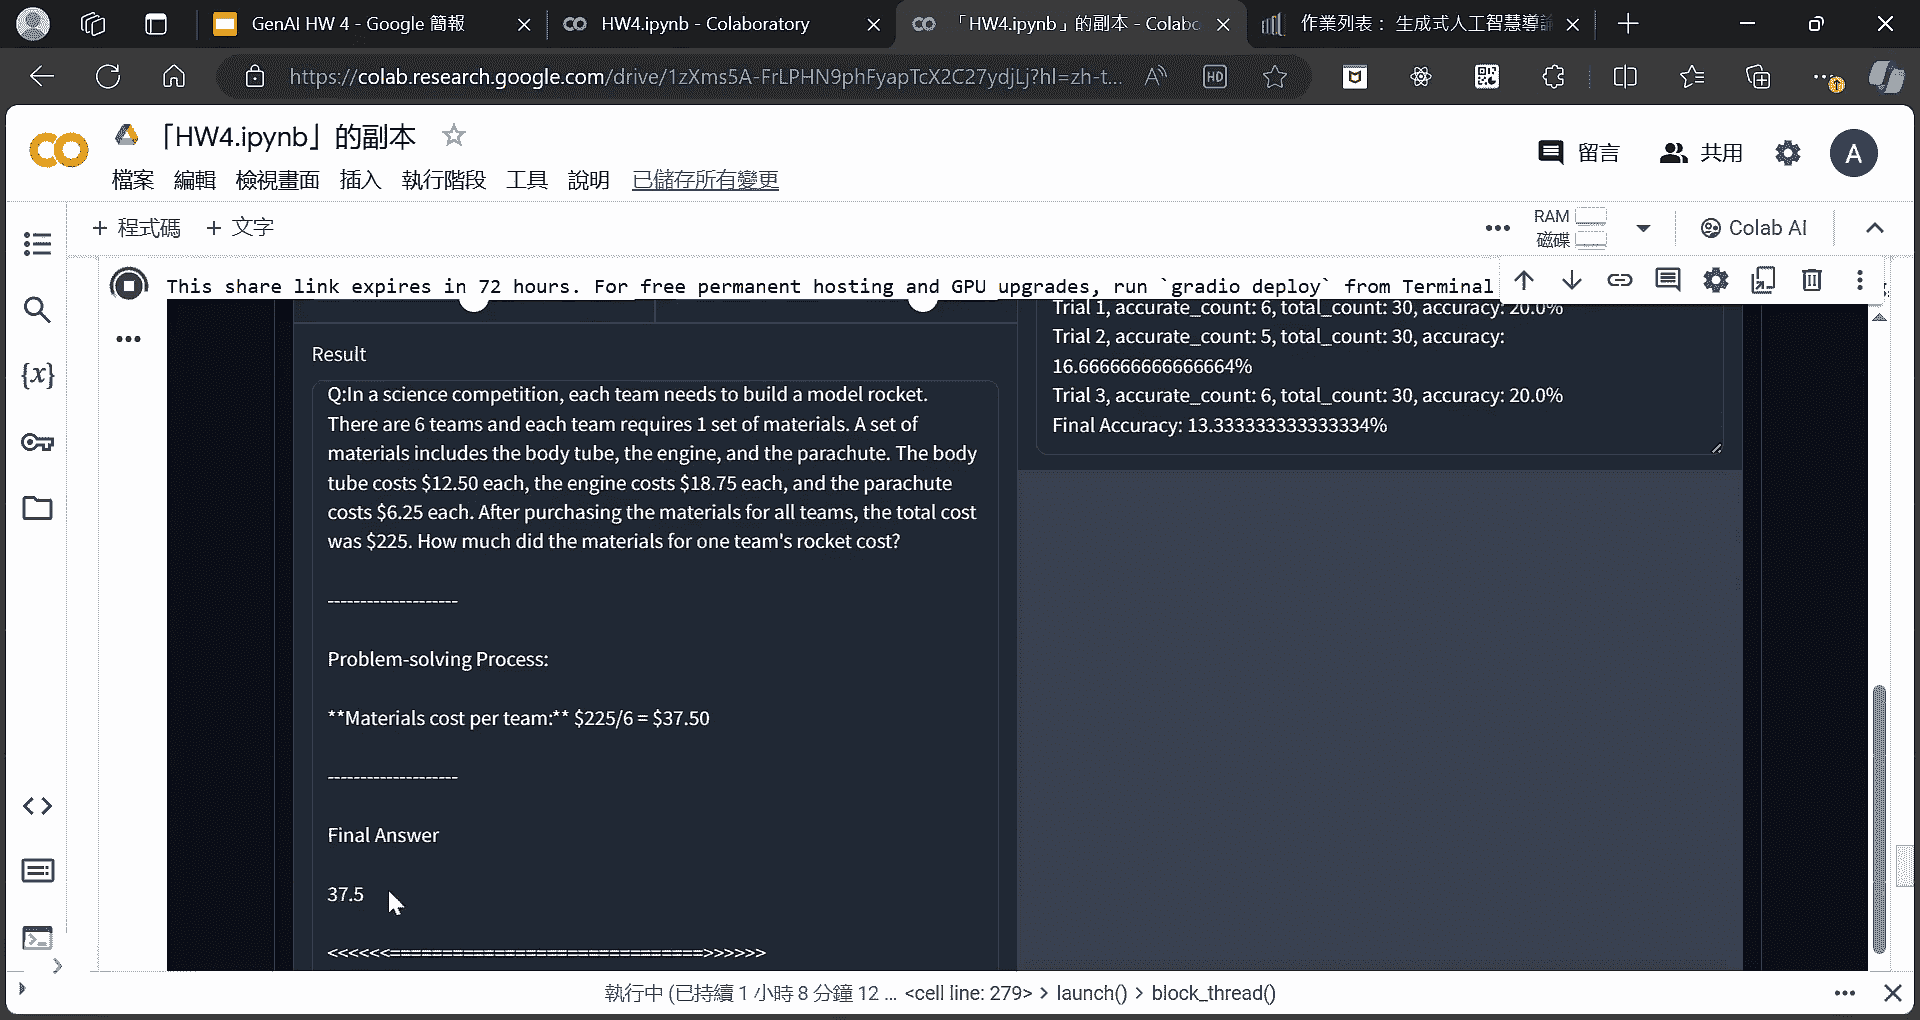 GenAI HW 4 - Google 簡報
HW4.ipynb - Colaboratory
「HW4.ipynb」的副本 - Colabc
作業列表： 生成式人工智慧導論
https://colab.research.google.com/drive/1zXms5A-FrLPHN9phFyapTcX2C27ydjLj?hl=zh-t...
HD
CO
「HW4.ipynb」的副本
留言
共用
A
檔案 編輯 檢視畫面 插入 執行階段 工具 說明 已儲存所有變更
+ 程式碼 + 文字
RAM
磁碟
Colab AI
This share link expires in 72 hours. For free permanent hosting and GPU upgrades, run `gradio deploy` from Terminal
Result
Q:In a science competition, each team needs to build a model rocket.
There are 6 teams and each team requires 1 set of materials. A set of
materials includes the body tube, the engine, and the parachute. The body
tube costs $12.50 each, the engine costs $18.75 each, and the parachute
costs $6.25 each. After purchasing the materials for all teams, the total cost
was $225. How much did the materials for one team's rocket cost?
--------------------
Problem-solving Process:
**Materials cost per team:** $225/6 = $37.50
--------------------
Final Answer
37.5
<<<<<<==============================>>>>>>
Trial 1, accurate_count: 6, total_count: 30, accuracy: 20.0%
Trial 2, accurate_count: 5, total_count: 30, accuracy:
16.666666666666664%
Trial 3, accurate_count: 6, total_count: 30, accuracy: 20.0%
Final Accuracy: 13.333333333333334%
執行中 (已持續 1 小時 8 分鐘 12 ... <cell line: 279> > launch() > block_thread()